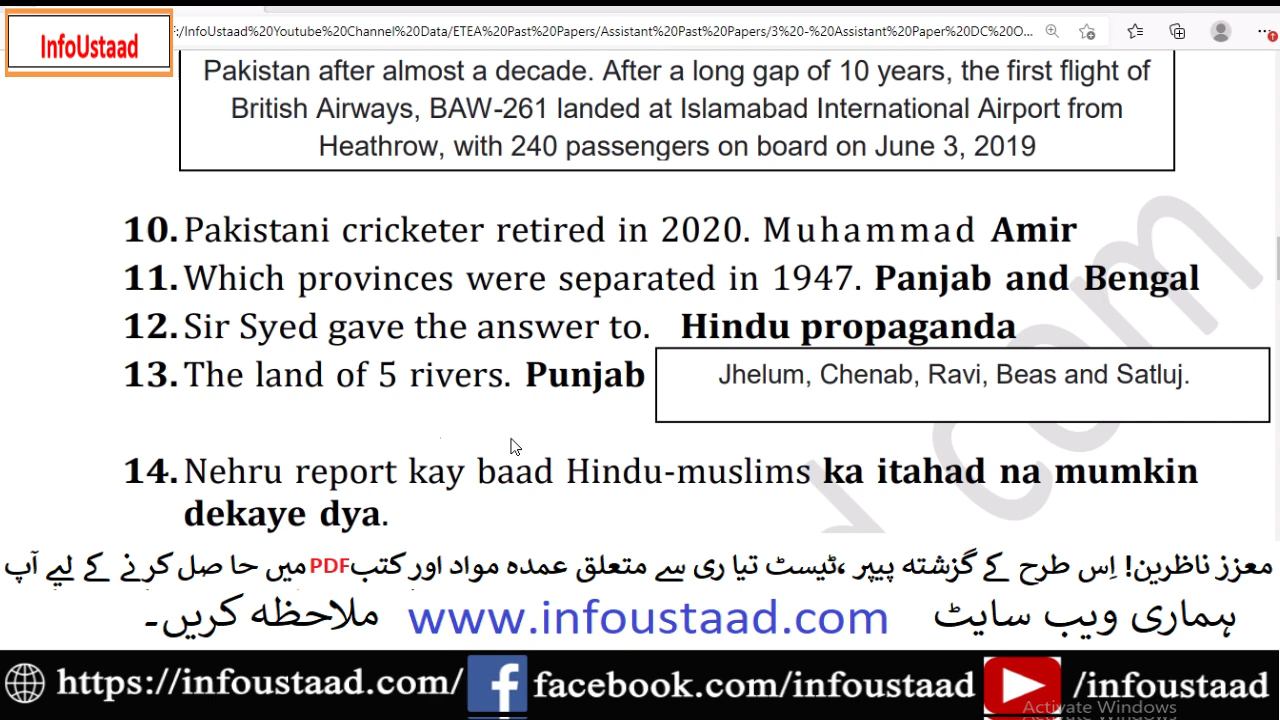 InfoUstaad
:/InfoUstaad%20Youtube%20Channel%20Data/ETEA%20Past%20Papers/Assistant%20Past%20Papers/3%20-%20Assistant%20Paper%20DC%20O...
Pakistan after almost a decade. After a long gap of 10 years, the first flight of
British Airways, BAW-261 landed at Islamabad International Airport from
Heathrow, with 240 passengers on board on June 3, 2019
10. Pakistani cricketer retired in 2020. Muhammad Amir
11. Which provinces were separated in 1947. Panjab and Bengal
12. Sir Syed gave the answer to. Hindu propaganda
13. The land of 5 rivers. Punjab
Jhelum, Chenab, Ravi, Beas and Satluj.
14. Nehru report kay baad Hindu-muslims ka itahad na mumkin
dekaye dya.
معزز ناظرین! اِس طرح کے گزشتہ پیپر ،ٹیسٹ تیا ری سے متعلق عمدہ مواد اور کتب PDF میں حا صل کر نے کے لیے آپ
ہماری ویب سایٹ www.infoustaad.com ملاحظہ کریں۔
https://infoustaad.com/ facebook.com/infoustaad /infoustaad
Activate Windows